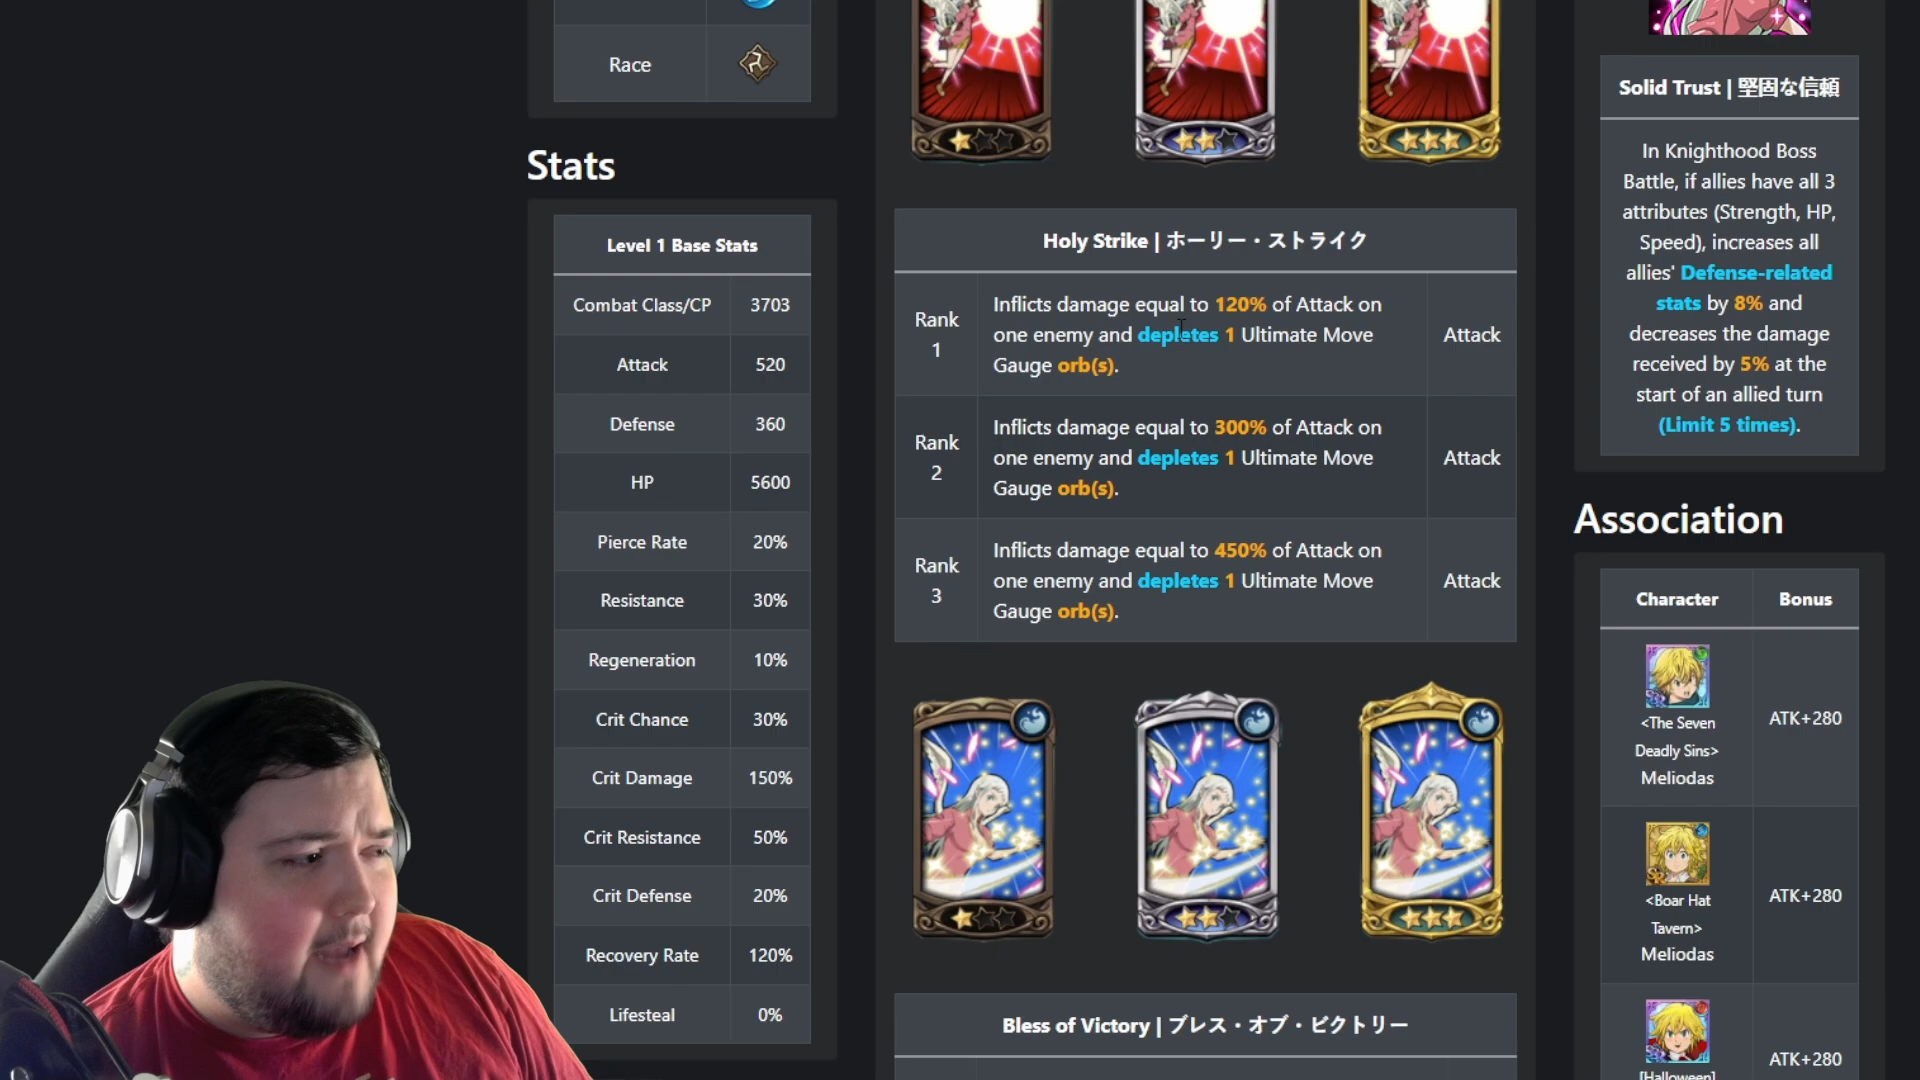 Race
Stats
Level 1 Base Stats
Combat Class/CP 3703
Attack 520
Defense 360
HP 5600
Pierce Rate 20%
Resistance 30%
Regeneration 10%
Crit Chance 30%
Crit Damage 150%
Crit Resistance 50%
Crit Defense 20%
Recovery Rate 120%
Lifesteal 0%
Holy Strike | ホーリー・ストライク
Rank
1
Inflicts damage equal to 120% of Attack on
one enemy and depletes 1 Ultimate Move
Gauge orb(s).
Attack
Rank
2
Inflicts damage equal to 300% of Attack on
one enemy and depletes 1 Ultimate Move
Gauge orb(s).
Attack
Rank
3
Inflicts damage equal to 450% of Attack on
one enemy and depletes 1 Ultimate Move
Gauge orb(s).
Attack
Bless of Victory | ブレス・オブ・ビクトリー
Solid Trust | 堅固な信頼
In Knighthood Boss
Battle, if allies have all 3
attributes (Strength, HP,
Speed), increases all
allies' Defense-related
stats by 8% and
decreases the damage
received by 5% at the
start of an allied turn
(Limit 5 times).
Association
Character Bonus
<The Seven
Deadly Sins>
Meliodas
ATK+280
SR
<Boar Hat
Tavern>
Meliodas
ATK+280
[Halloween]
ATK+280